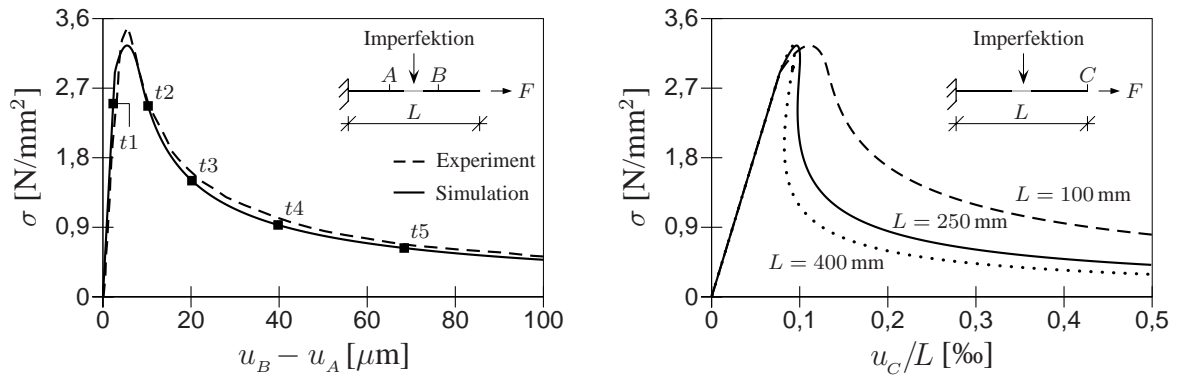 3,6
2,7
1,8
0,9
0
σ [N/mm²]
Imperfektion
A
B
F
L
t1
t2
t3
t4
t5
Experiment
Simulation
0
20
40
60
80
100
u_B − u_A [μm]
3,6
2,7
1,8
0,9
0
σ [N/mm²]
Imperfektion
C
F
L
L = 100 mm
L = 250 mm
L = 400 mm
0
0,1
0,2
0,3
0,4
0,5
u_C/L [‰]